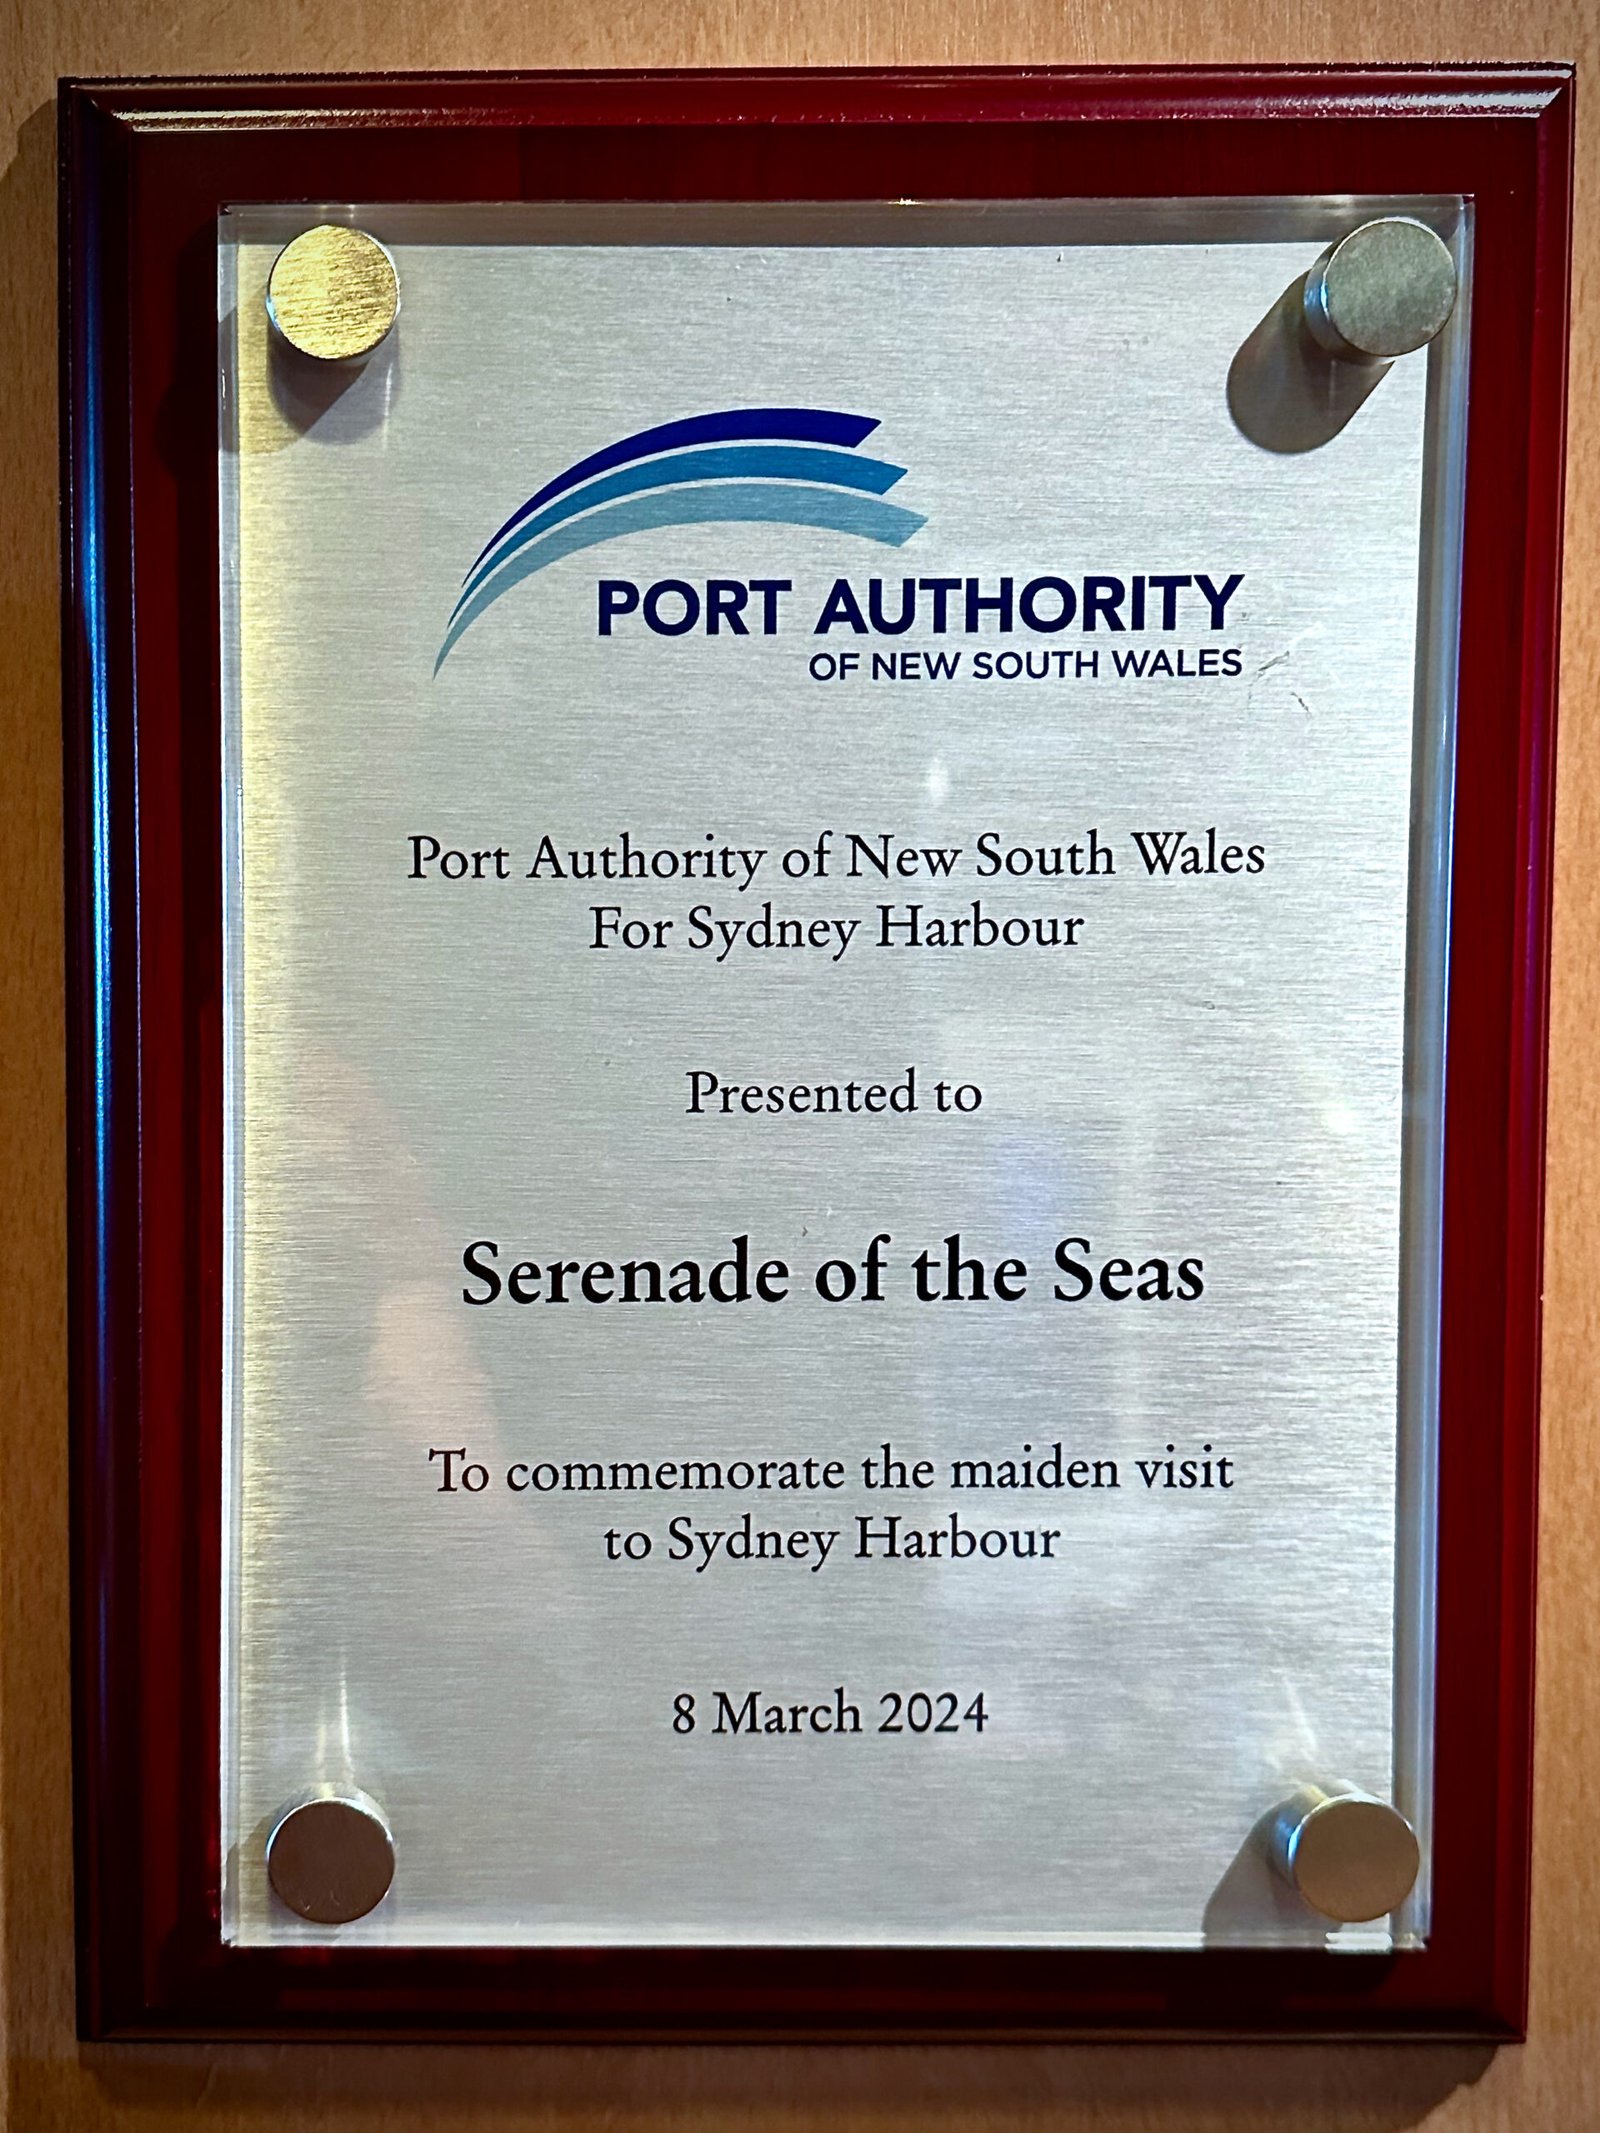 PORT AUTHORITY
OF NEW SOUTH WALES
Port Authority of New South Wales
For Sydney Harbour
Presented to
Serenade of the Seas
To commemorate the maiden visit
to Sydney Harbour
8 March 2024